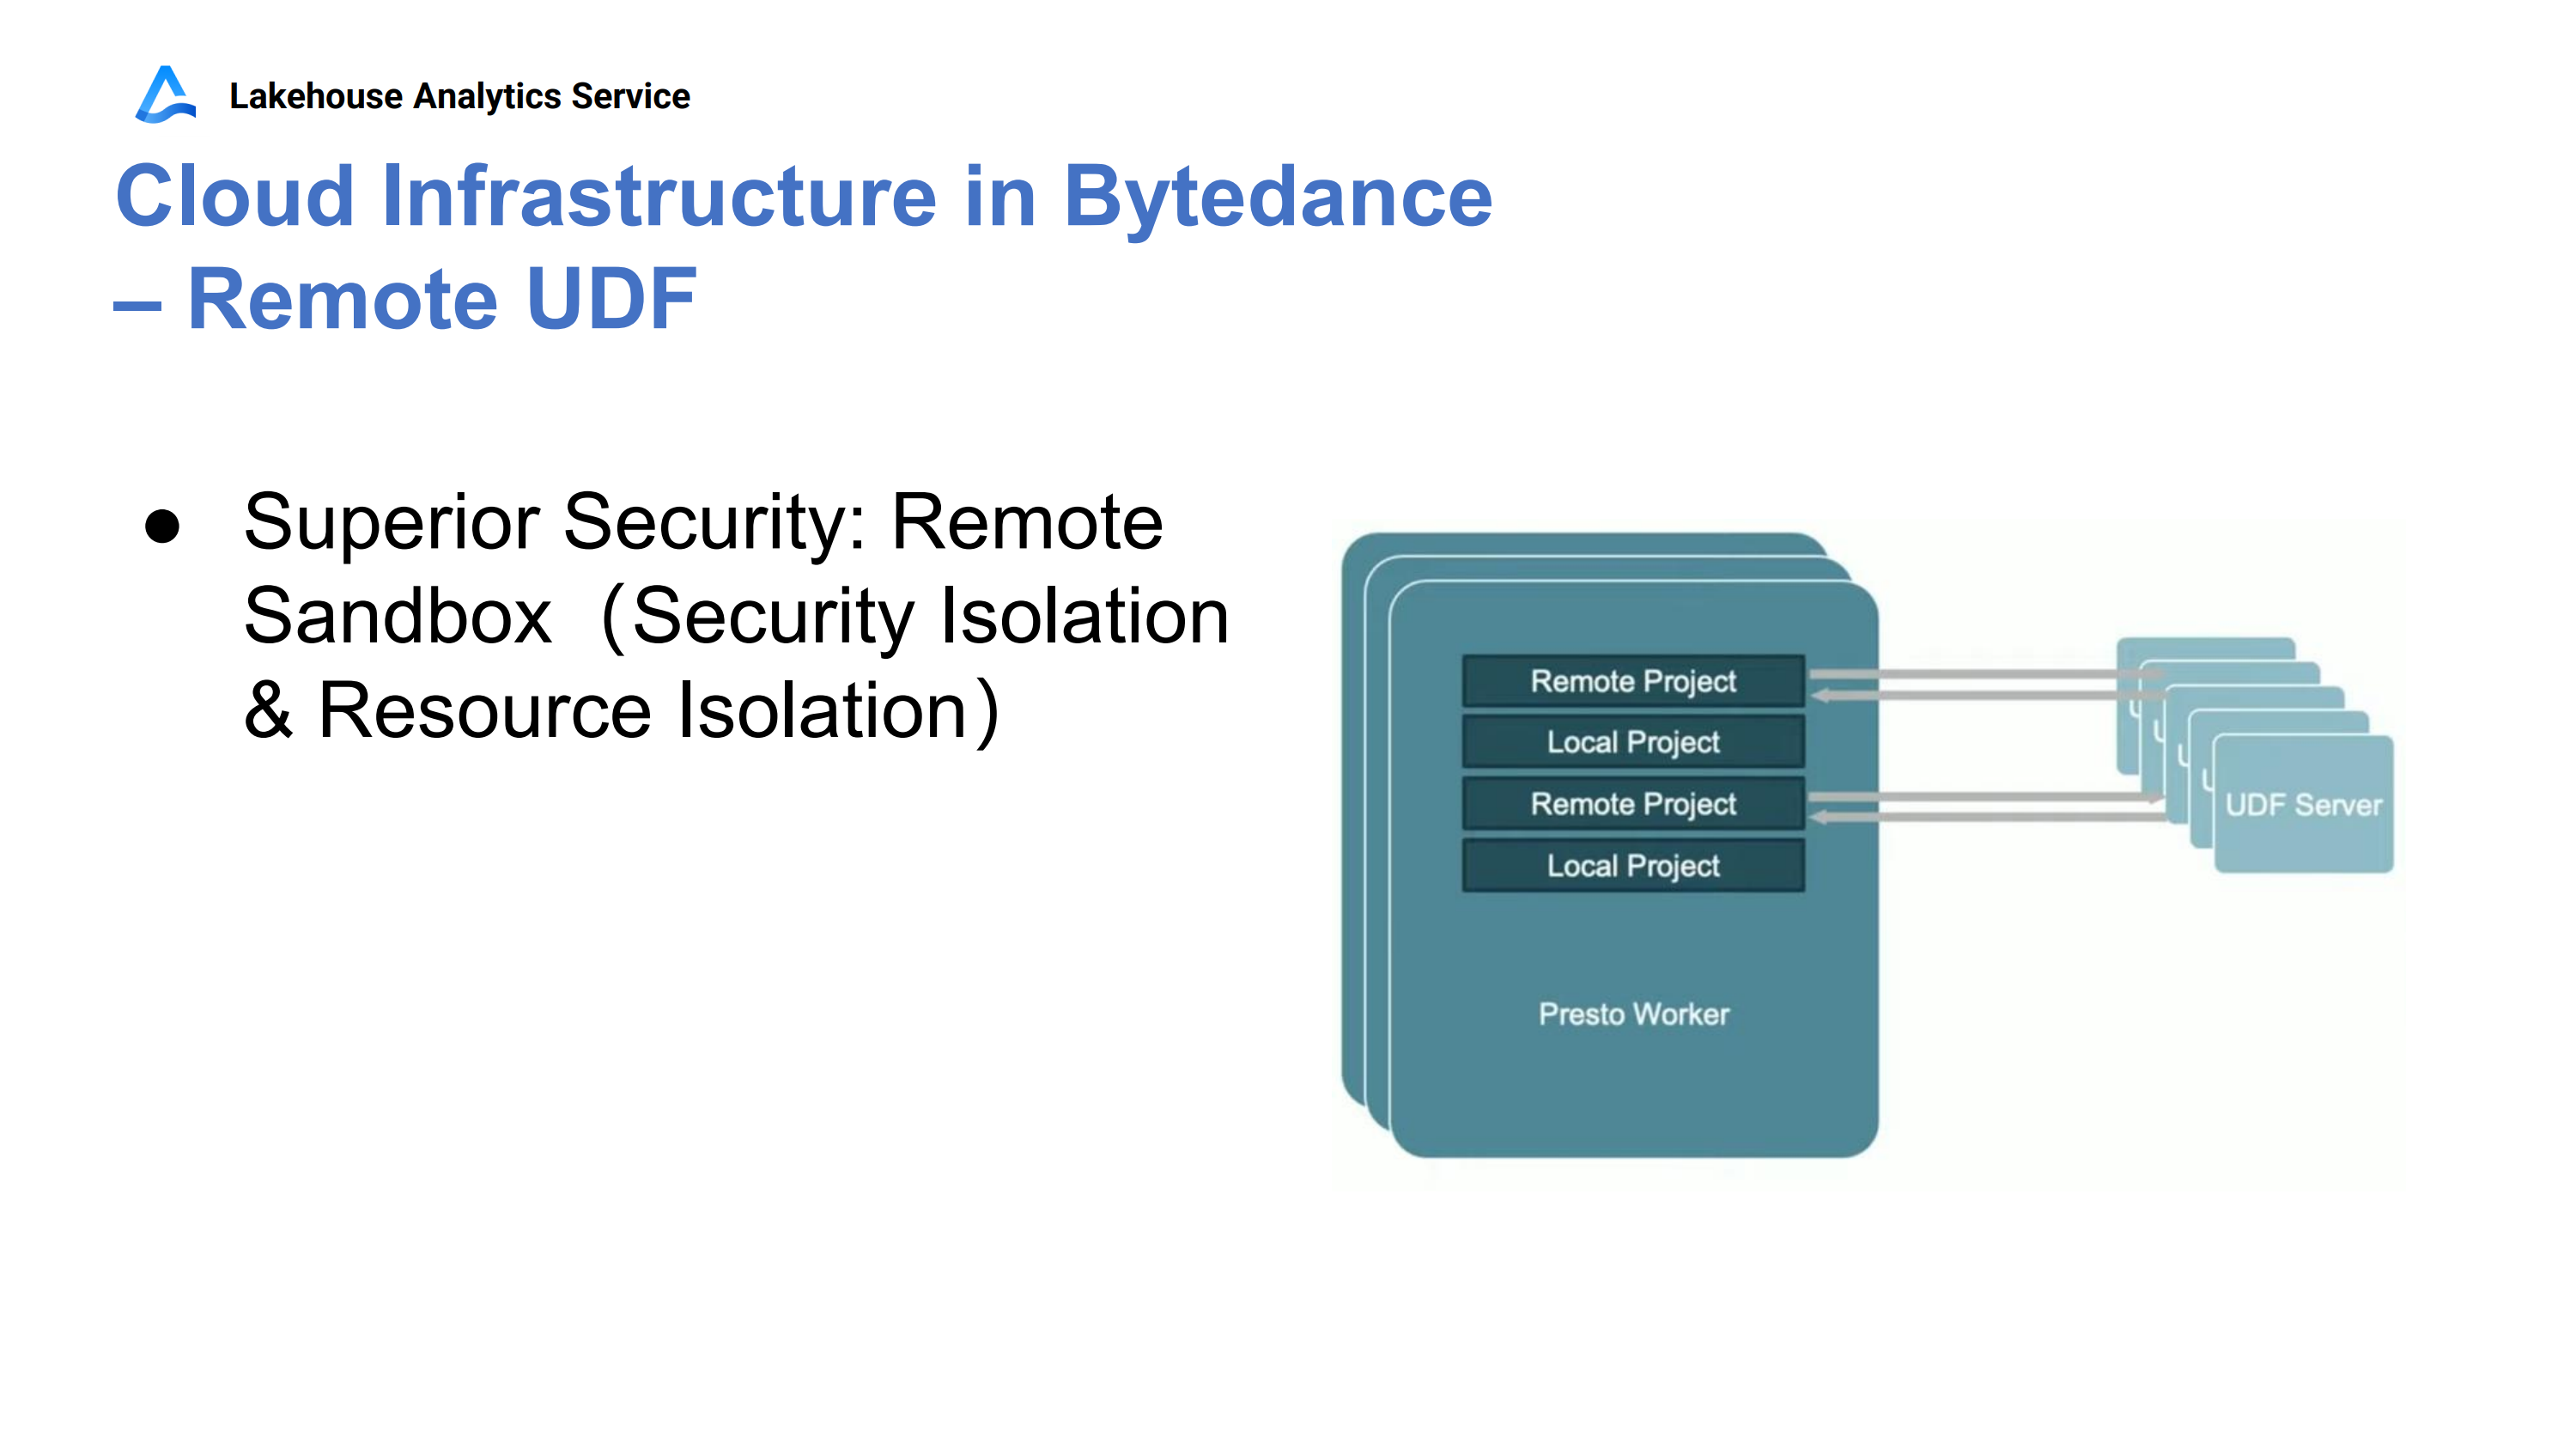 Lakehouse Analytics Service
Cloud Infrastructure in Bytedance
– Remote UDF
● Superior Security: Remote
Sandbox（Security Isolation
& Resource Isolation）
Remote Project
Local Project
Remote Project
Local Project
Presto Worker
UDF Server